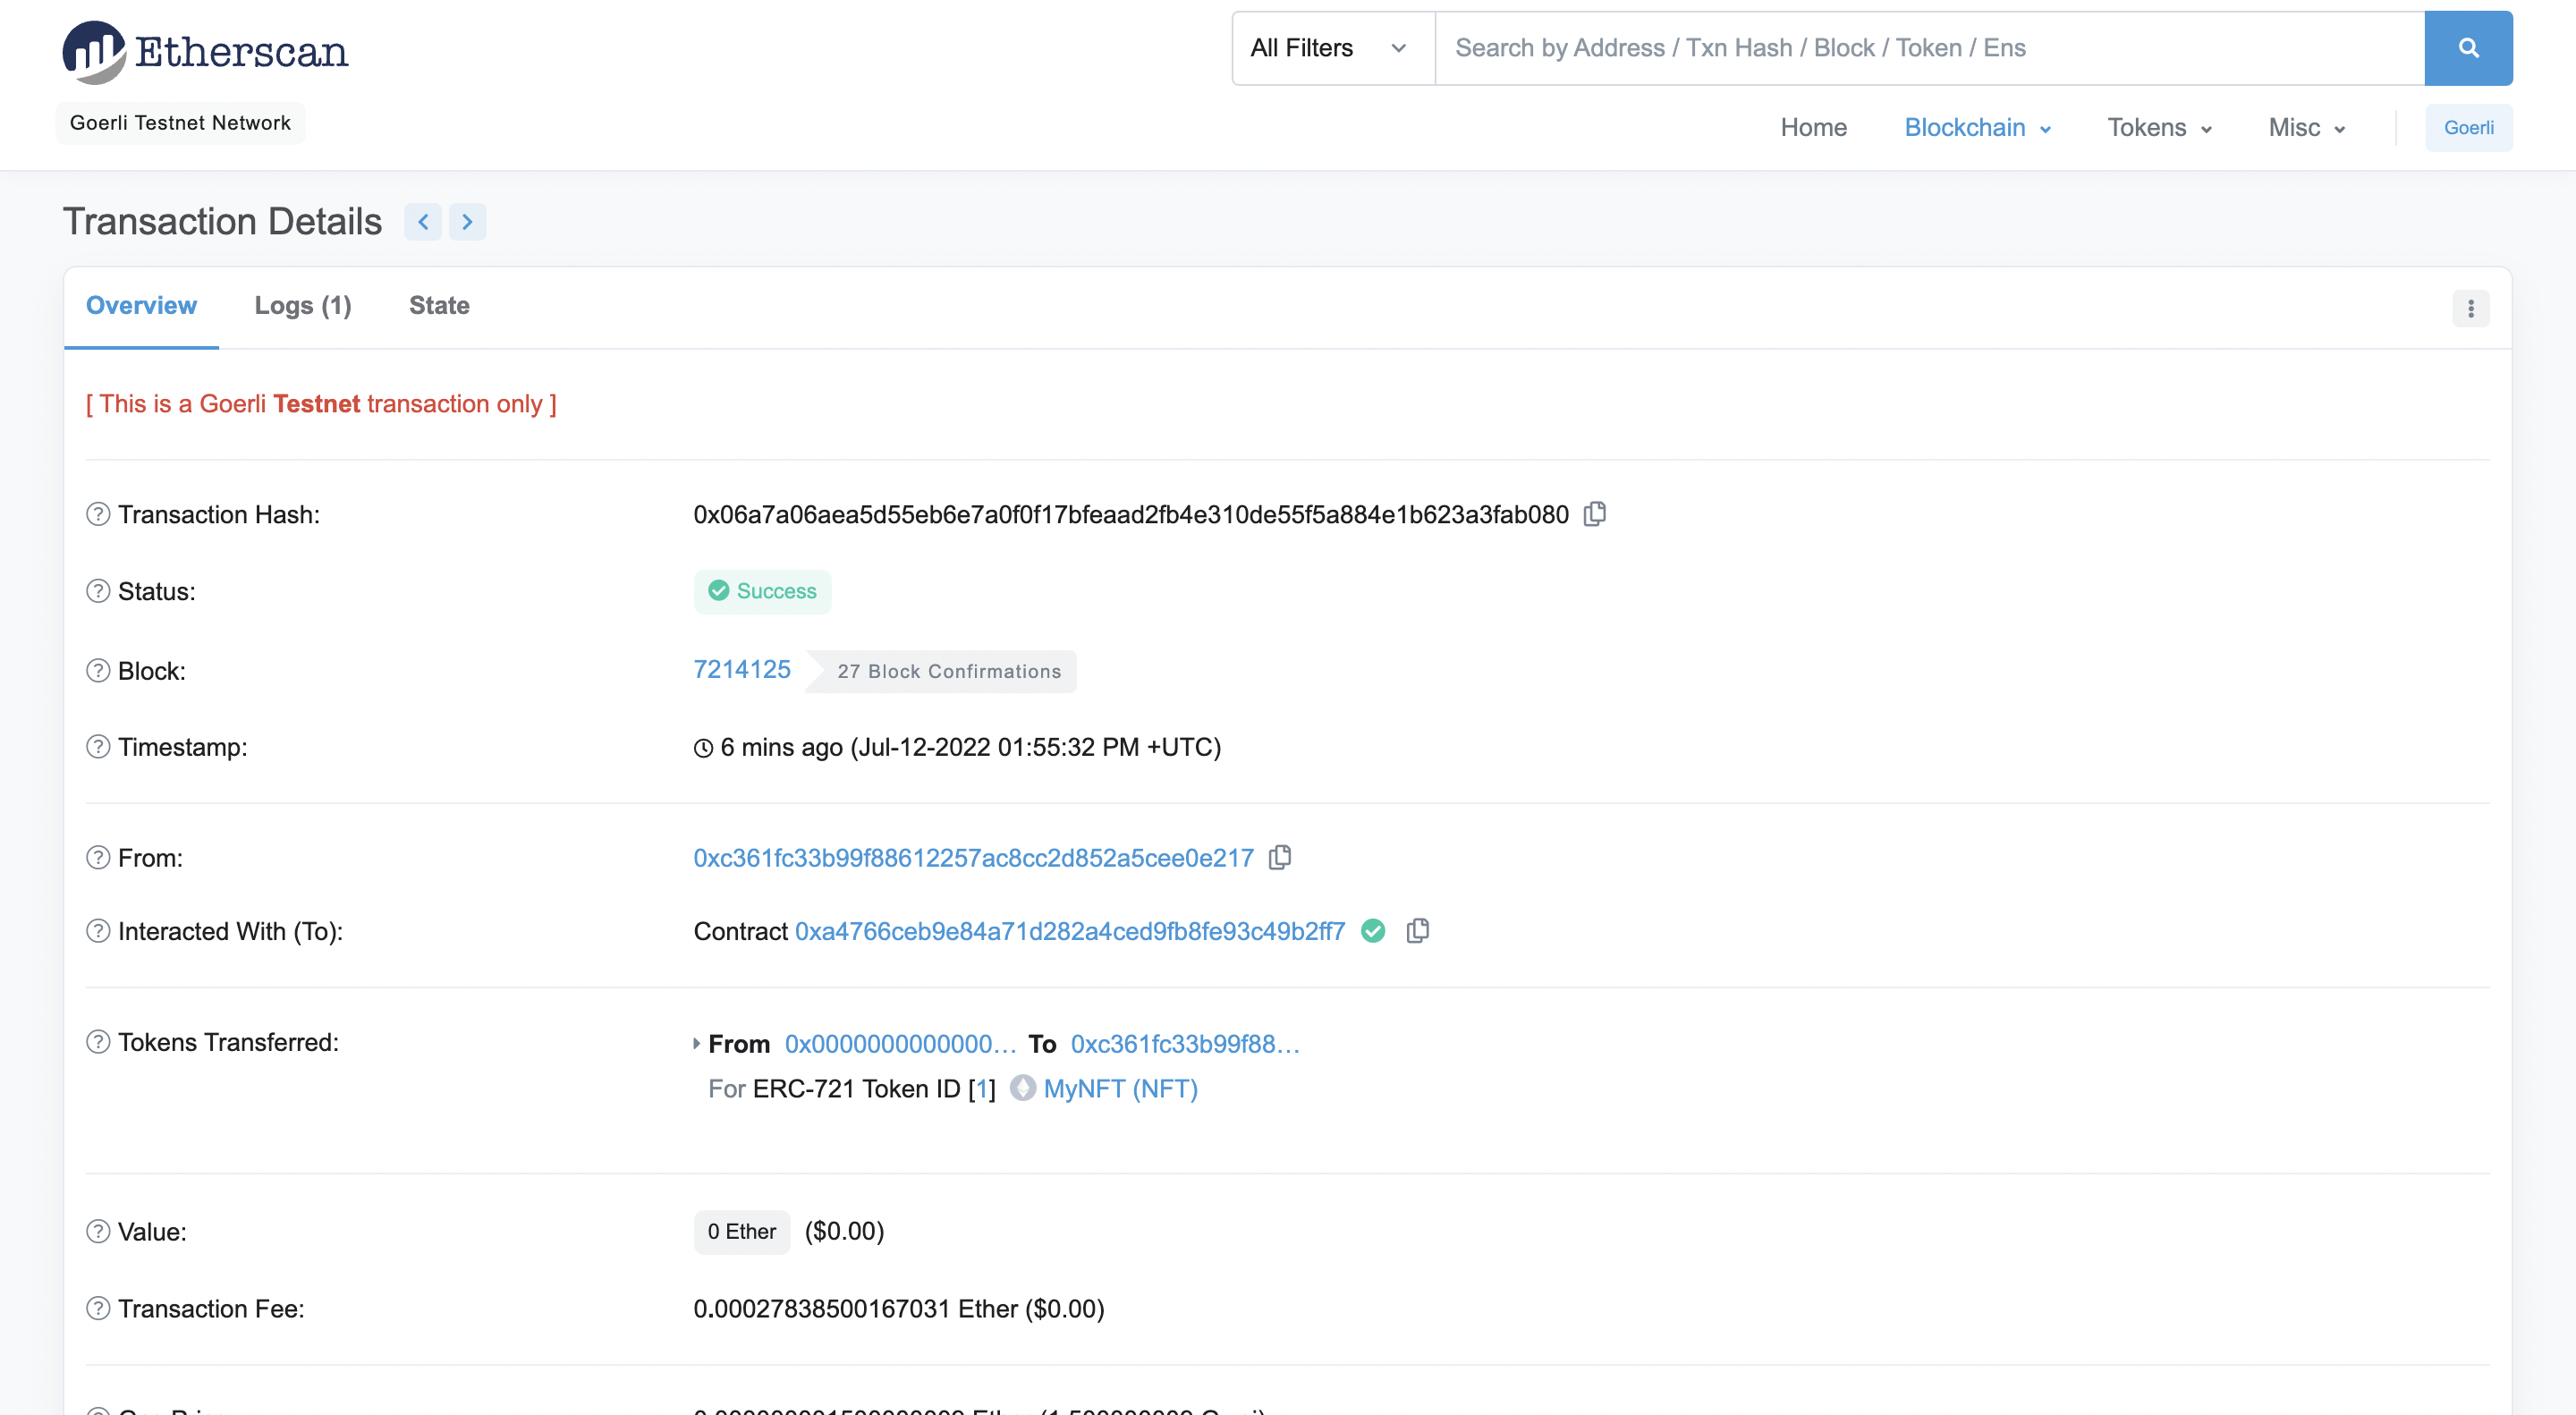 Etherscan
All Filters
Search by Address / Txn Hash / Block / Token / Ens
Goerli Testnet Network
Home Blockchain Tokens Misc Goerli
Transaction Details
Overview Logs (1) State
[ This is a Goerli Testnet transaction only ]
Transaction Hash: 0x06a7a06aea5d55eb6e7a0f0f17bfeaad2fb4e310de55f5a884e1b623a3fab080
Status: Success
Block: 7214125 27 Block Confirmations
Timestamp: 6 mins ago (Jul-12-2022 01:55:32 PM +UTC)
From: 0xc361fc33b99f88612257ac8cc2d852a5cee0e217
Interacted With (To): Contract 0xa4766ceb9e84a71d282a4ced9fb8fe93c49b2ff7
Tokens Transferred: From 0x0000000000000... To 0xc361fc33b99f88...
For ERC-721 Token ID [1] MyNFT (NFT)
Value: 0 Ether ($0.00)
Transaction Fee: 0.00027838500167031 Ether ($0.00)